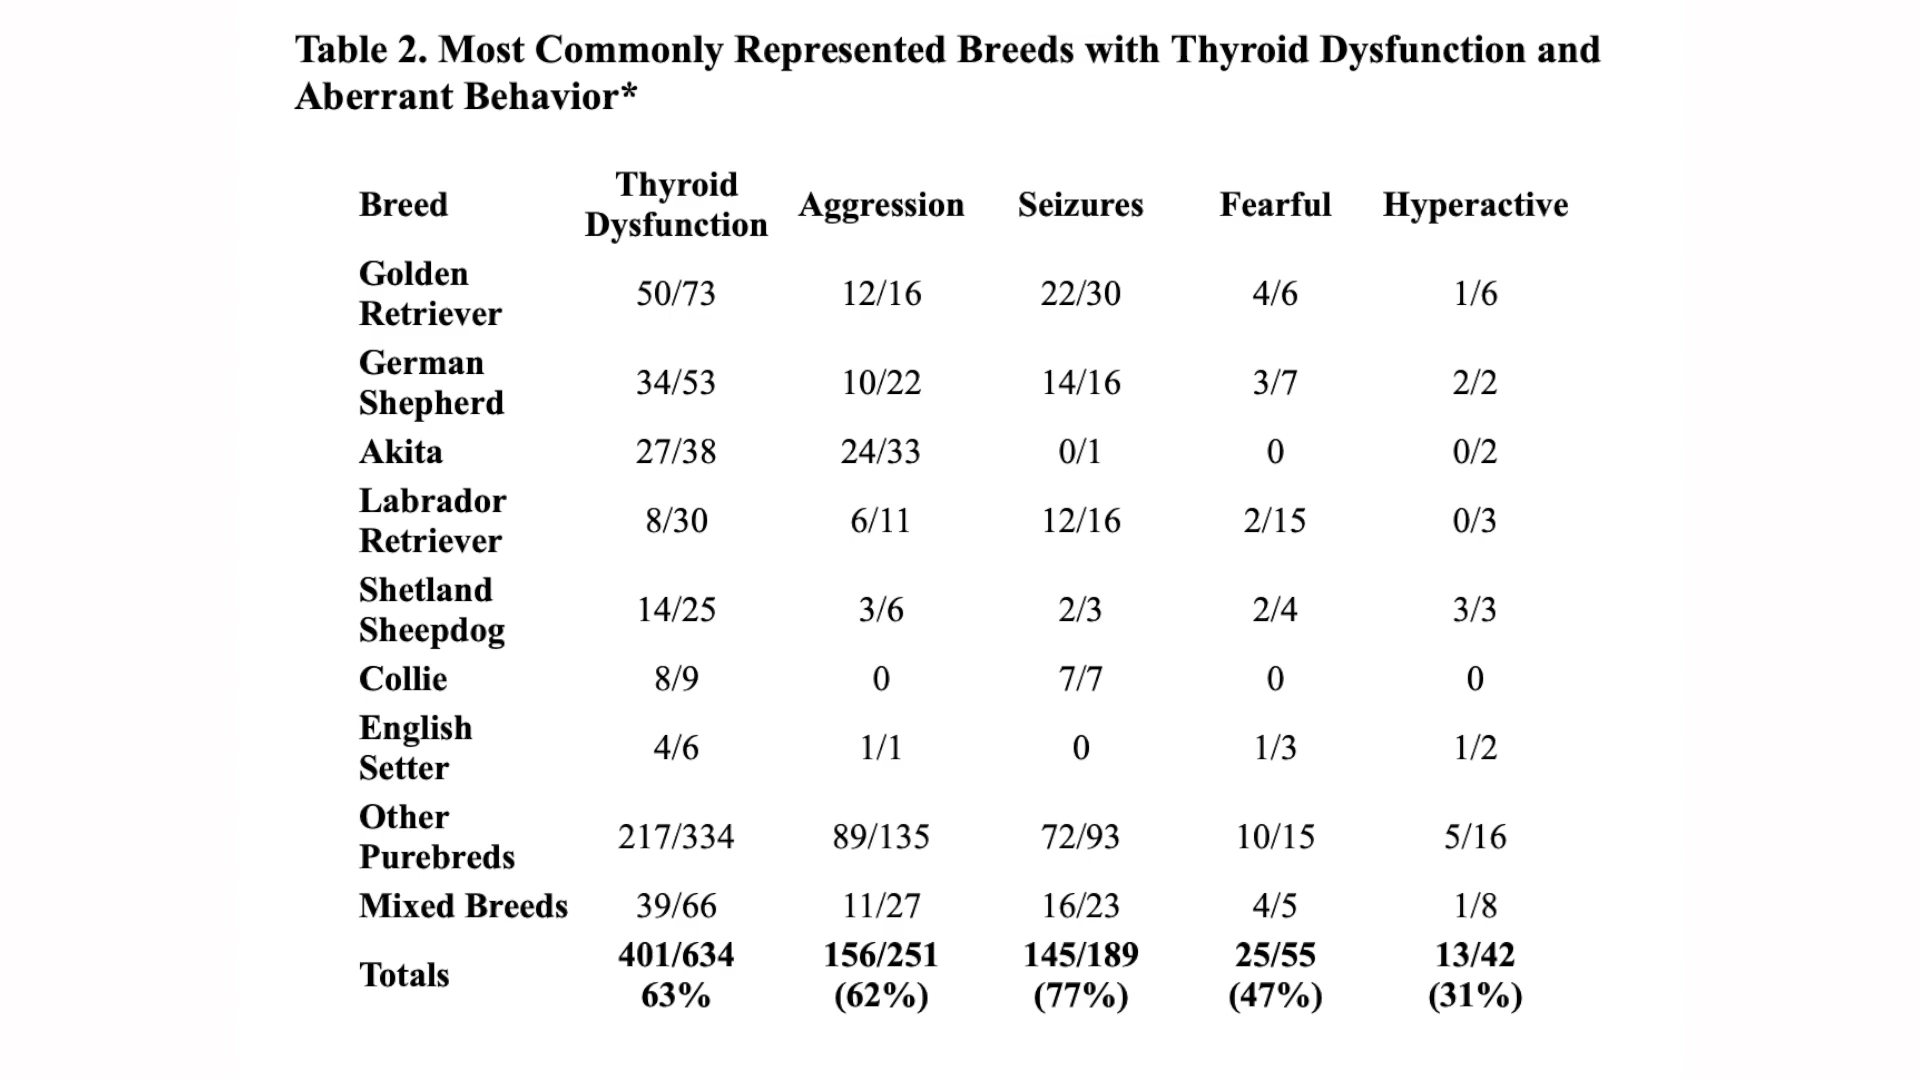 Table 2. Most Commonly Represented Breeds with Thyroid Dysfunction and
Aberrant Behavior*
Breed Thyroid Dysfunction Aggression Seizures Fearful Hyperactive
Golden Retriever 50/73 12/16 22/30 4/6 1/6
German Shepherd 34/53 10/22 14/16 3/7 2/2
Akita 27/38 24/33 0/1 0 0/2
Labrador Retriever 8/30 6/11 12/16 2/15 0/3
Shetland Sheepdog 14/25 3/6 2/3 2/4 3/3
Collie 8/9 0 7/7 0 0
English Setter 4/6 1/1 0 1/3 1/2
Other Purebreds 217/334 89/135 72/93 10/15 5/16
Mixed Breeds 39/66 11/27 16/23 4/5 1/8
Totals 401/634 156/251 145/189 25/55 13/42
63% (62%) (77%) (47%) (31%)